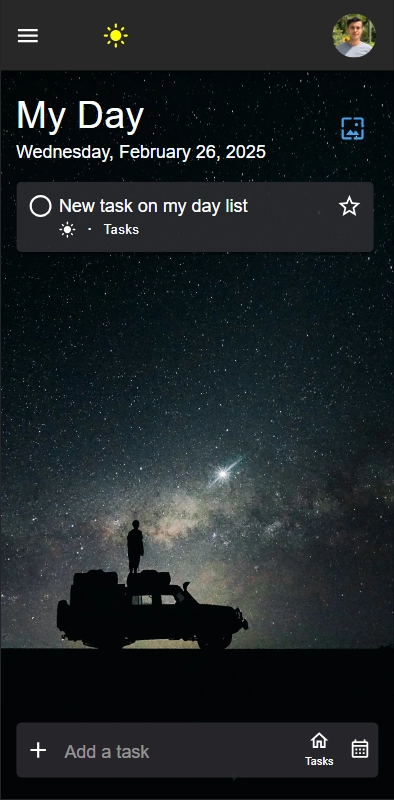 My Day
Wednesday, February 26, 2025
New task on my day list
· Tasks
Add a task
Tasks